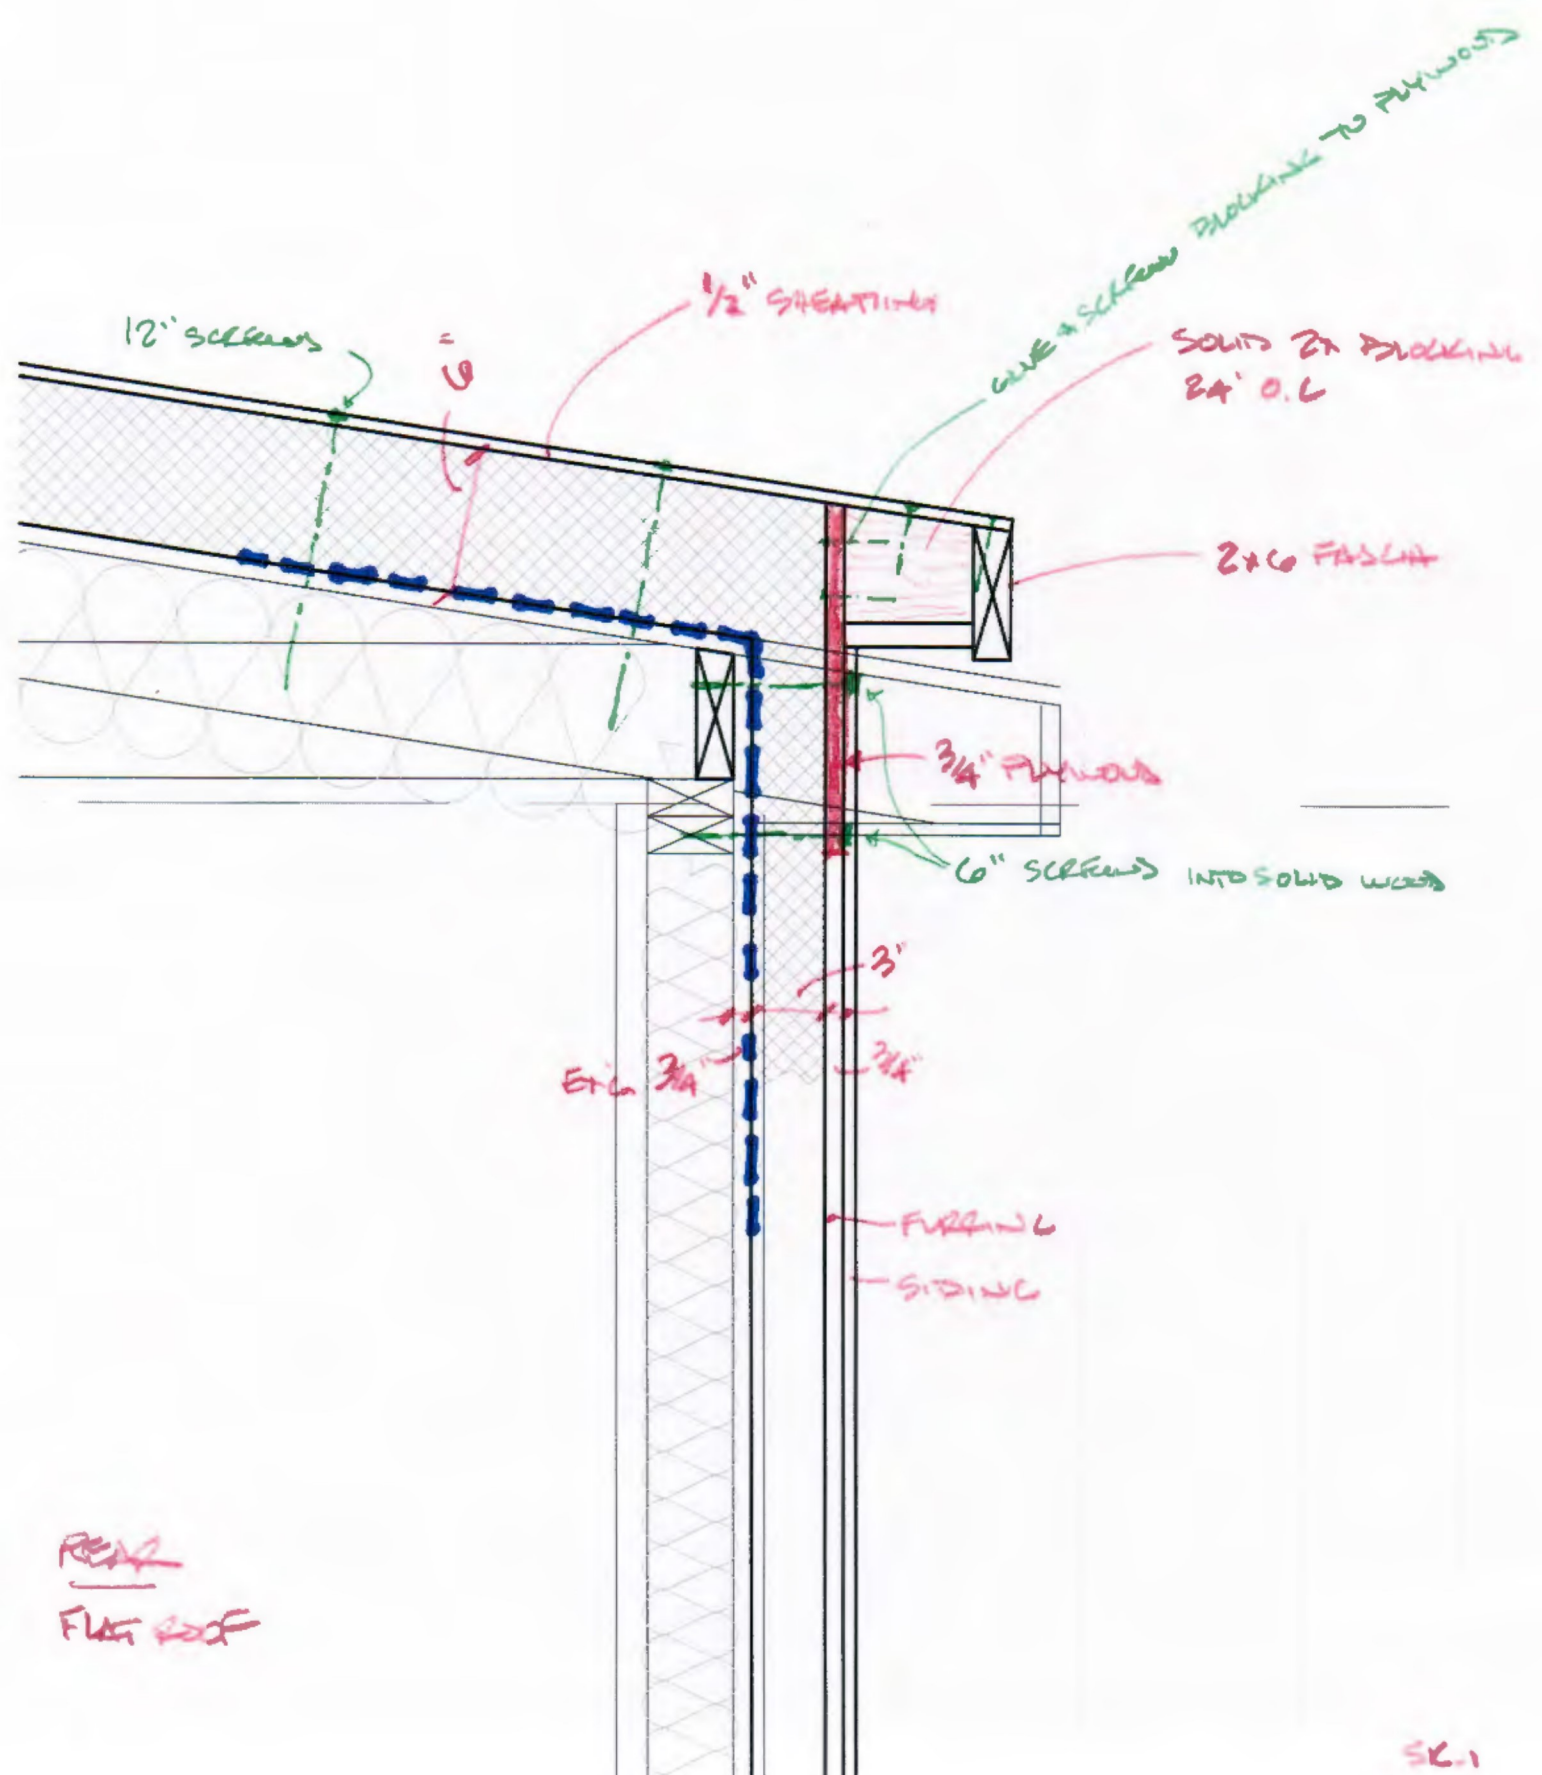 GLUE & SCREW BLOCKING TO PLYWOOD
12" SCREWS
6"
1/2" SHEATHING
SOLID 2X BLOCKING
24" O.C
2x6 FASCIA
3/4" PLYWOOD
6" SCREWS INTO SOLID WOOD
3"
EX'G 3/4"
3/4"
FURRING
SIDING
REAR
FLAT ROOF
SK-1